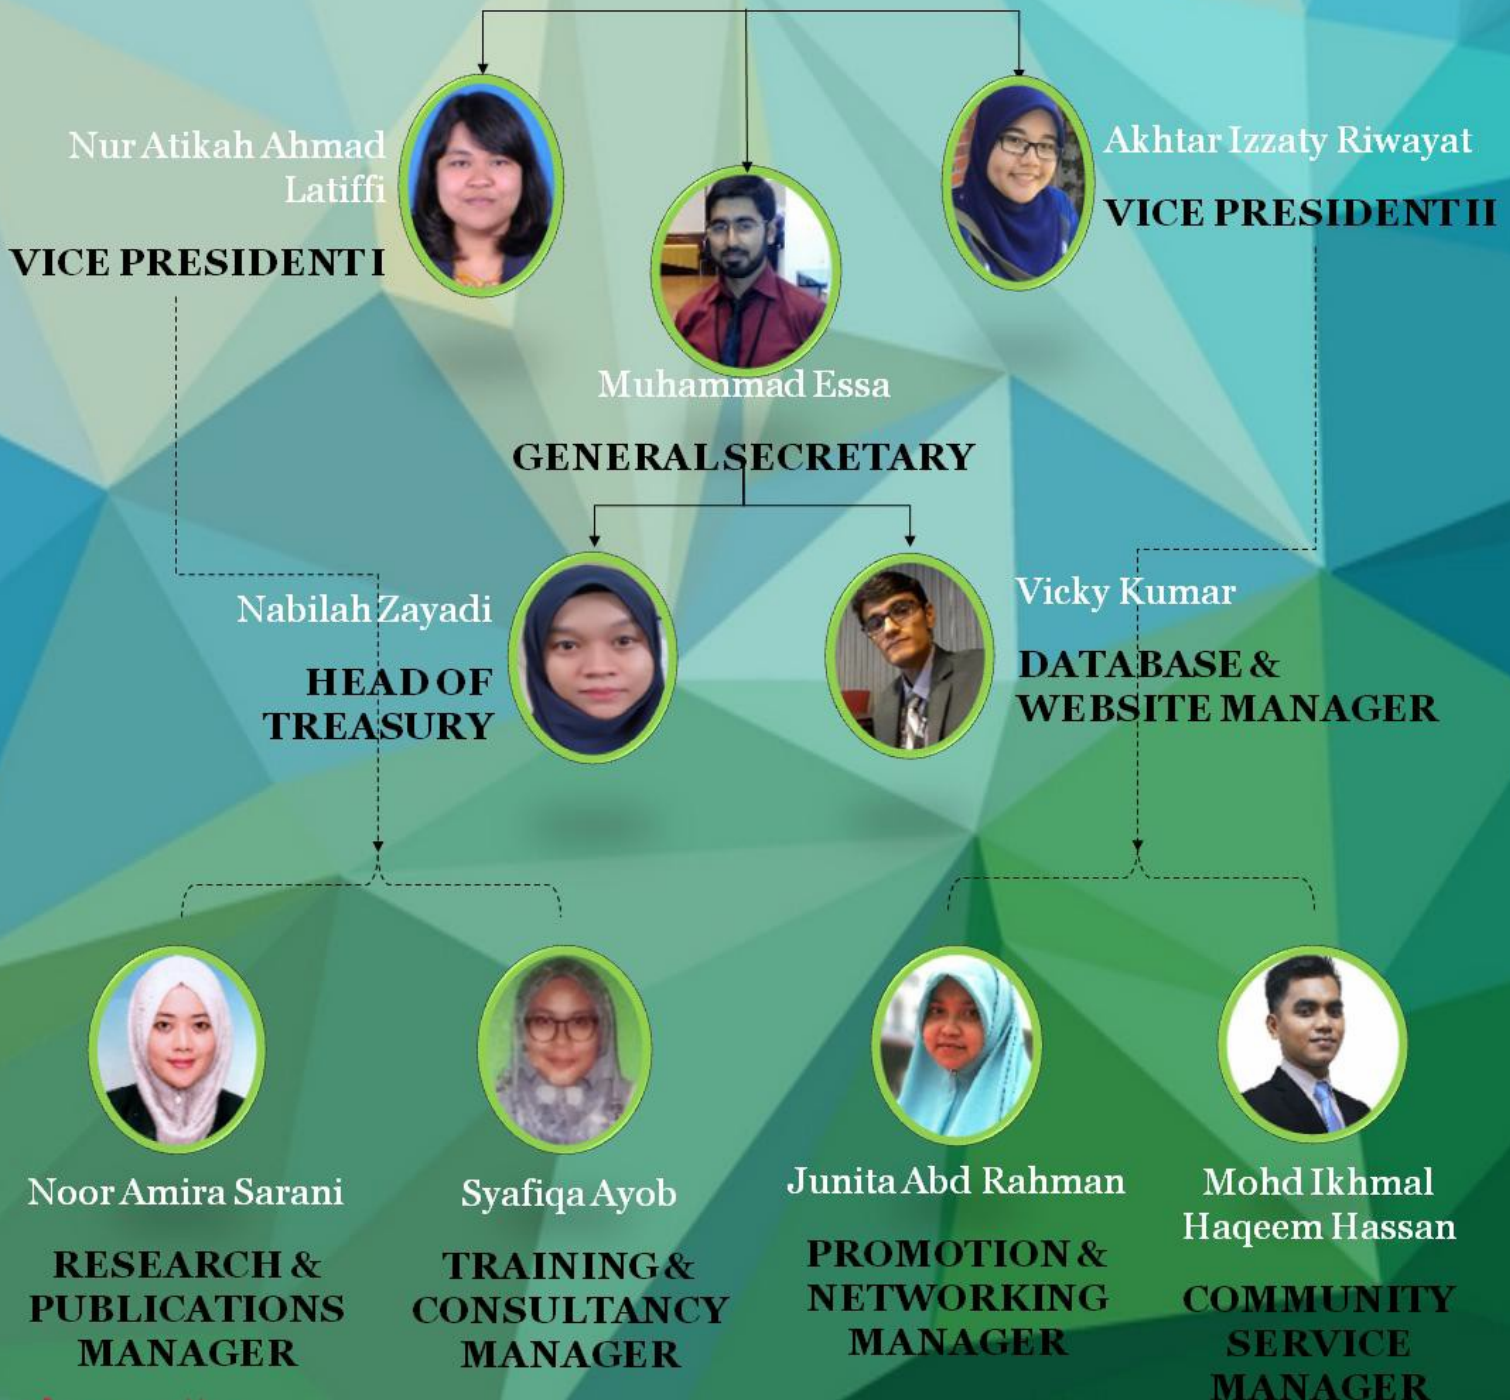 Nur Atikah Ahmad
Latiffi
VICE PRESIDENT I
Akhtar Izzaty Riwayat
VICE PRESIDENT II
Muhammad Essa
GENERAL SECRETARY
Nabilah Zayadi
HEAD OF
TREASURY
Vicky Kumar
DATABASE &
WEBSITE MANAGER
Noor Amira Sarani
RESEARCH &
PUBLICATIONS
MANAGER
Syafiqa Ayob
TRAINING &
CONSULTANCY
MANAGER
Junita Abd Rahman
PROMOTION &
NETWORKING
MANAGER
Mohd Ikhmal
Haqeem Hassan
COMMUNITY
SERVICE
MANAGER